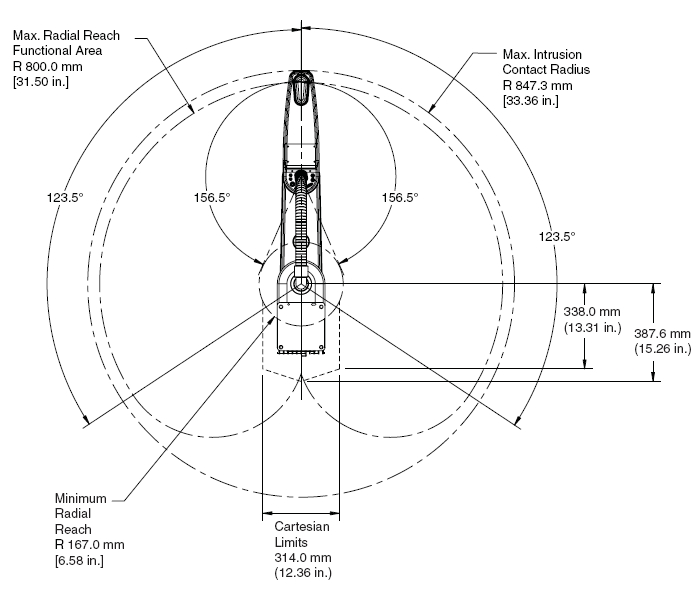 Max. Radial Reach
Functional Area
R 800.0 mm
[31.50 in.]
Max. Intrusion
Contact Radius
R 847.3 mm
[33.36 in.]
123.5°
156.5°
156.5°
123.5°
338.0 mm
(13.31 in.)
387.6 mm
(15.26 in.)
Minimum
Radial
Reach
R 167.0 mm
[6.58 in.]
Cartesian
Limits
314.0 mm
(12.36 in.)